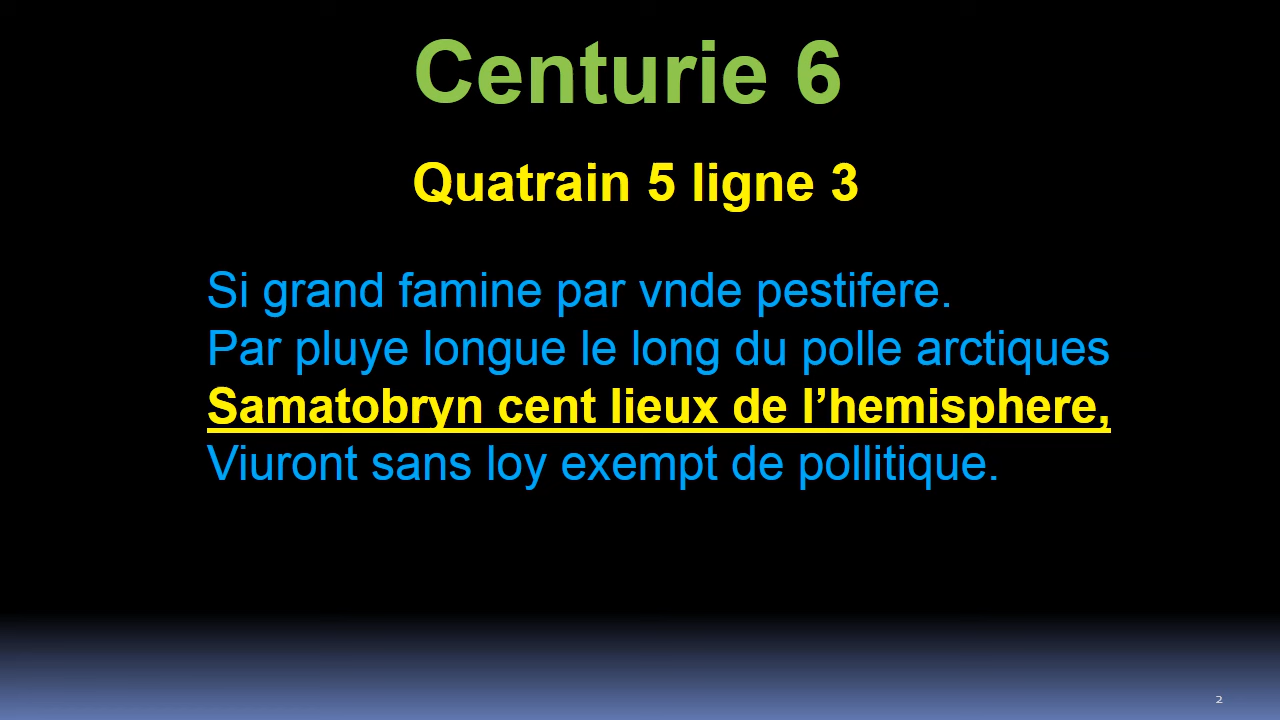 Centurie 6
Quatrain 5 ligne 3
Si grand famine par vnde pestifere.
Par pluye longue le long du polle arctiques
Samatobryn cent lieux de l’hemisphere,
Viuront sans loy exempt de pollitique.
2